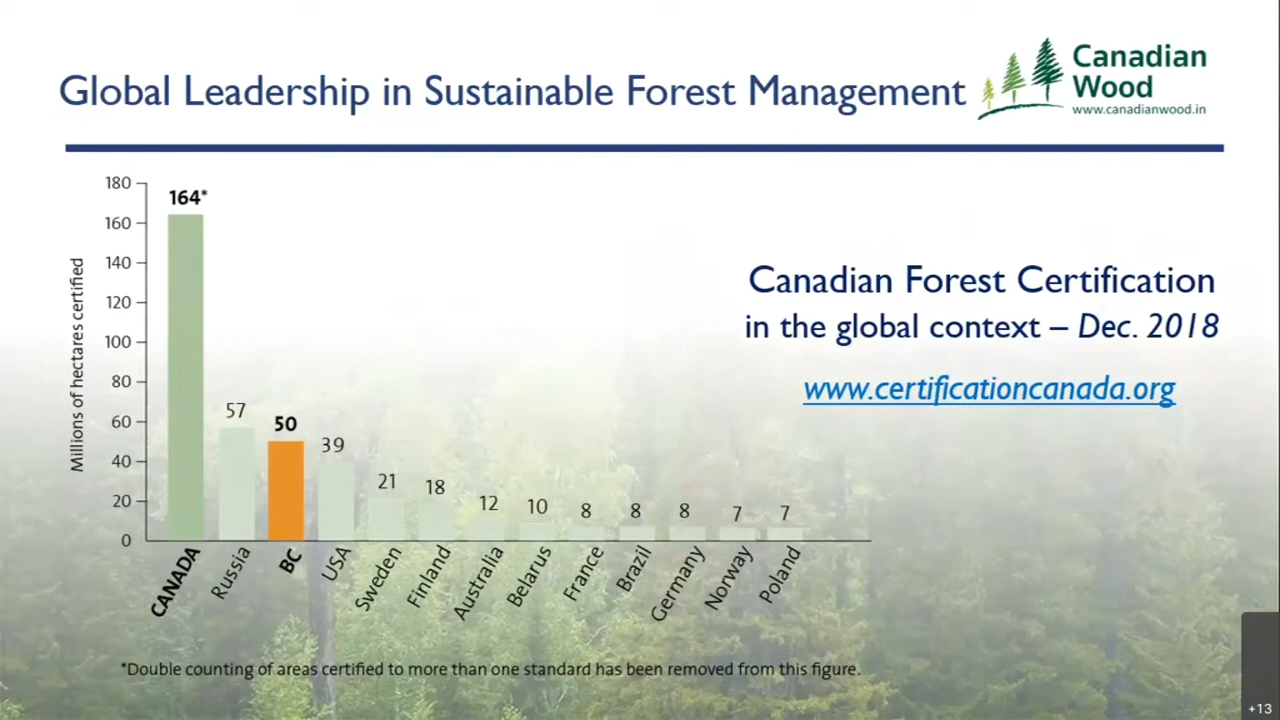 Global Leadership in Sustainable Forest Management
Canadian
Wood
www.canadianwood.in
Millions of hectares certified
180
160
140
120
100
80
60
40
20
0
164*
57
50
39
21
18
12
10
8
8
8
7
7
CANADA
Russia
BC
USA
Sweden
Finland
Australia
Belarus
France
Brazil
Germany
Norway
Poland
Canadian Forest Certification
in the global context – Dec. 2018
www.certificationcanada.org
*Double counting of areas certified to more than one standard has been removed from this figure.
+13